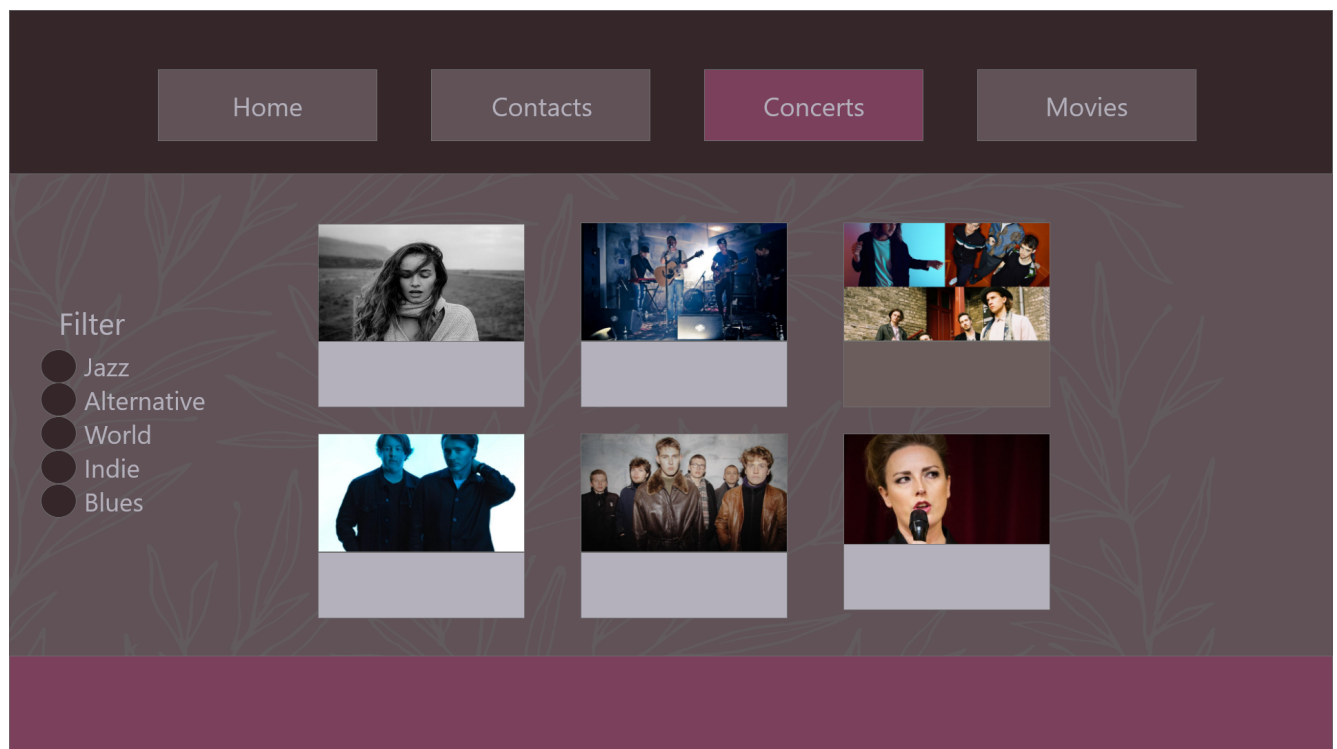 Home
Contacts
Concerts
Movies
Filter
Jazz
Alternative
World
Indie
Blues